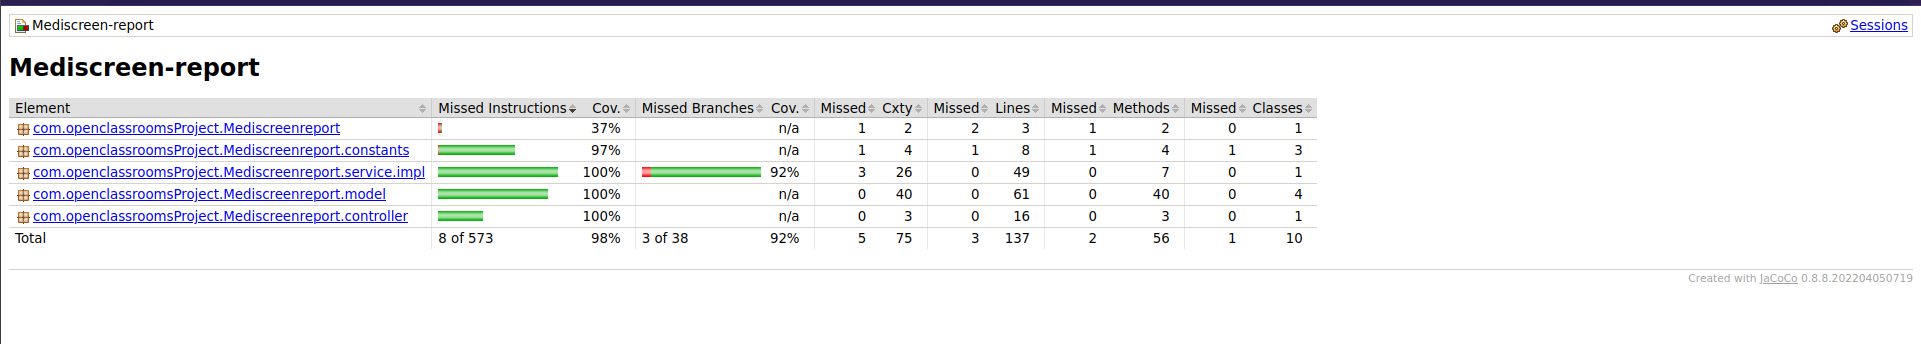 Mediscreen-report Sessions
Mediscreen-report
Element Missed Instructions Cov. Missed Branches Cov. Missed Cxty Missed Lines Missed Methods Missed Classes
com.openclassroomsProject.Mediscreenreport 37% n/a 1 2 2 3 1 2 0 1
com.openclassroomsProject.Mediscreenreport.constants 97% n/a 1 4 1 8 1 4 1 3
com.openclassroomsProject.Mediscreenreport.service.impl 100% 92% 3 26 0 49 0 7 0 1
com.openclassroomsProject.Mediscreenreport.model 100% n/a 0 40 0 61 0 40 0 4
com.openclassroomsProject.Mediscreenreport.controller 100% n/a 0 3 0 16 0 3 0 1
Total 8 of 573 98% 3 of 38 92% 5 75 3 137 2 56 1 10
Created with JaCoCo 0.8.8.202204050719